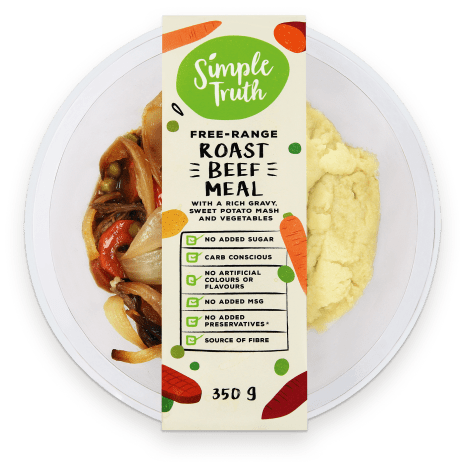 Simple
Truth
FREE-RANGE
ROAST
BEEF
MEAL
WITH A RICH GRAVY,
SWEET POTATO MASH
AND VEGETABLES
NO ADDED SUGAR
CARB CONSCIOUS
NO ARTIFICIAL
COLOURS OR
FLAVOURS
NO ADDED MSG
NO ADDED
PRESERVATIVES*
SOURCE OF FIBRE
350 g